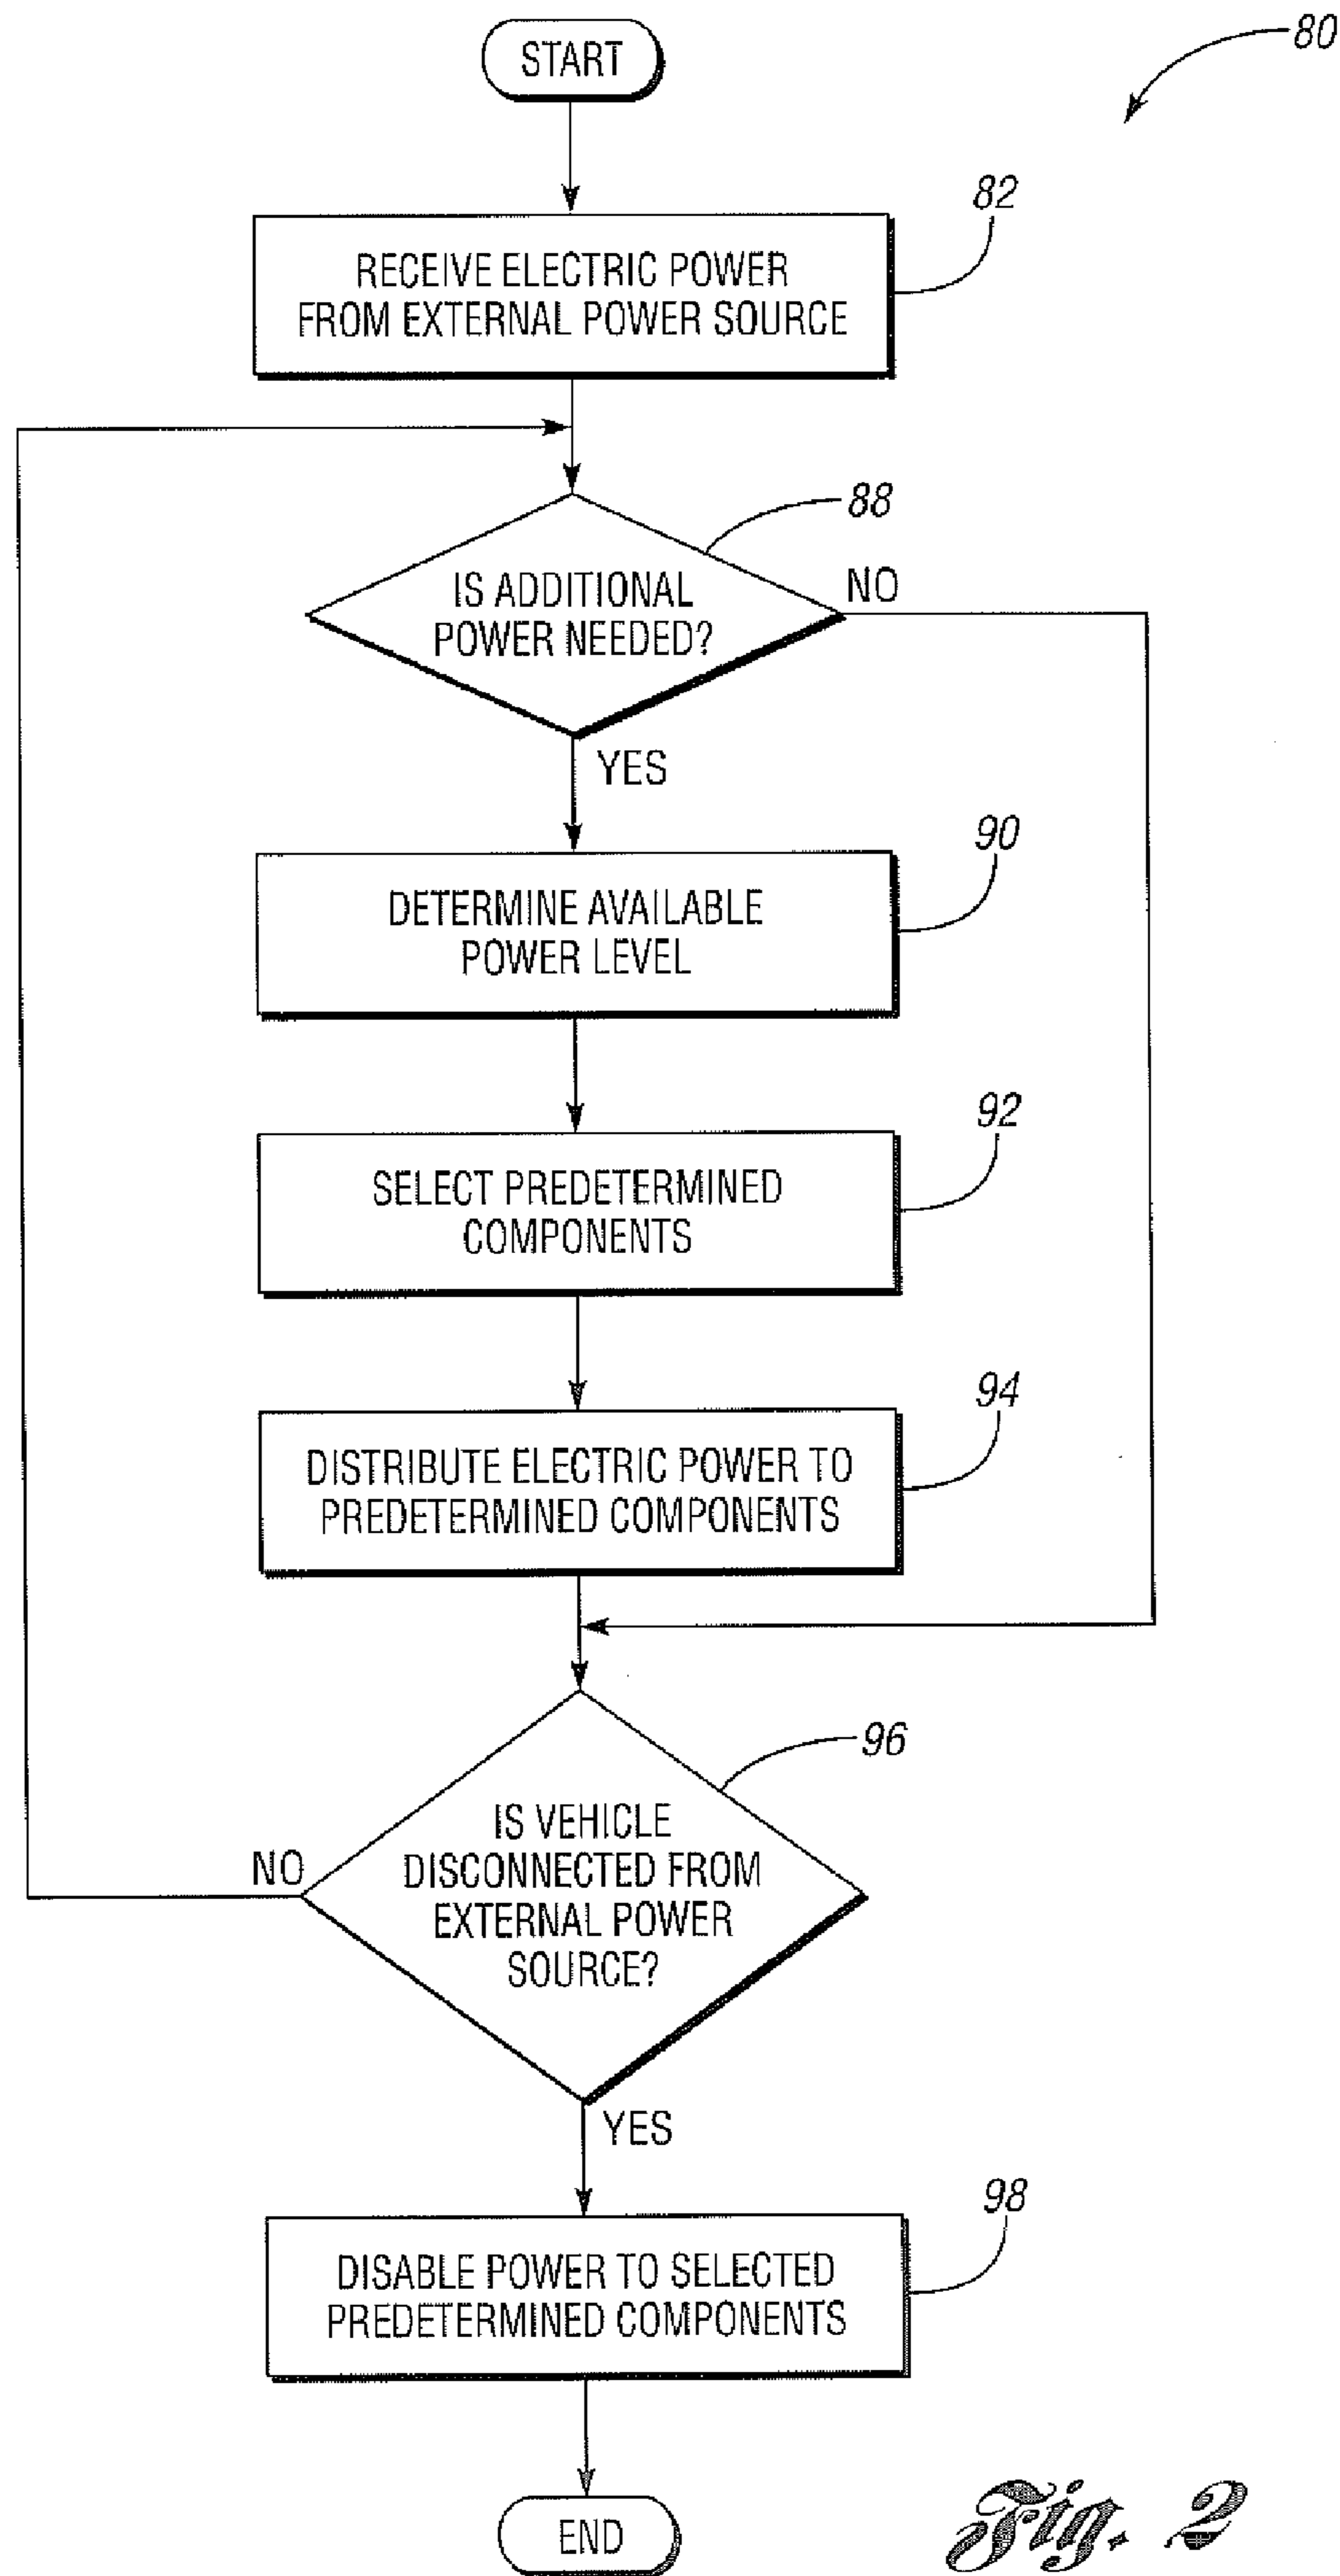 80
START
82
RECEIVE ELECTRIC POWER
FROM EXTERNAL POWER SOURCE
88
IS ADDITIONAL
POWER NEEDED?
NO
YES
90
DETERMINE AVAILABLE
POWER LEVEL
92
SELECT PREDETERMINED
COMPONENTS
94
DISTRIBUTE ELECTRIC POWER TO
PREDETERMINED COMPONENTS
96
IS VEHICLE
DISCONNECTED FROM
EXTERNAL POWER
SOURCE?
NO
YES
98
DISABLE POWER TO SELECTED
PREDETERMINED COMPONENTS
END
Fig. 2